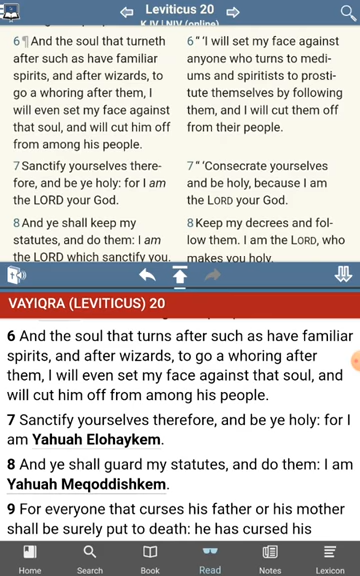 Leviticus 20
KJV | NIV (online)
6 ¶ And the soul that turneth
after such as have familiar
spirits, and after wizards, to
go a whoring after them, I
will even set my face against
that soul, and will cut him off
from among his people.
7 Sanctify yourselves there-
fore, and be ye holy: for I am
the LORD your God.
8 And ye shall keep my
statutes, and do them: I am
the LORD which sanctify you.
6 “ ‘I will set my face against
anyone who turns to medi-
ums and spiritists to prosti-
tute themselves by following
them, and I will cut them off
from their people.
7 “ ‘Consecrate yourselves
and be holy, because I am
the LORD your God.
8 Keep my decrees and fol-
low them. I am the LORD, who
makes you holy.
VAYIQRA (LEVITICUS) 20
6 And the soul that turns after such as have familiar
spirits, and after wizards, to go a whoring after
them, I will even set my face against that soul, and
will cut him off from among his people.
7 Sanctify yourselves therefore, and be ye holy: for I
am Yahuah Elohaykem.
8 And ye shall guard my statutes, and do them: I am
Yahuah Meqoddishkem.
9 For everyone that curses his father or his mother
shall be surely put to death: he has cursed his
Home Search Book Read Notes Lexicon